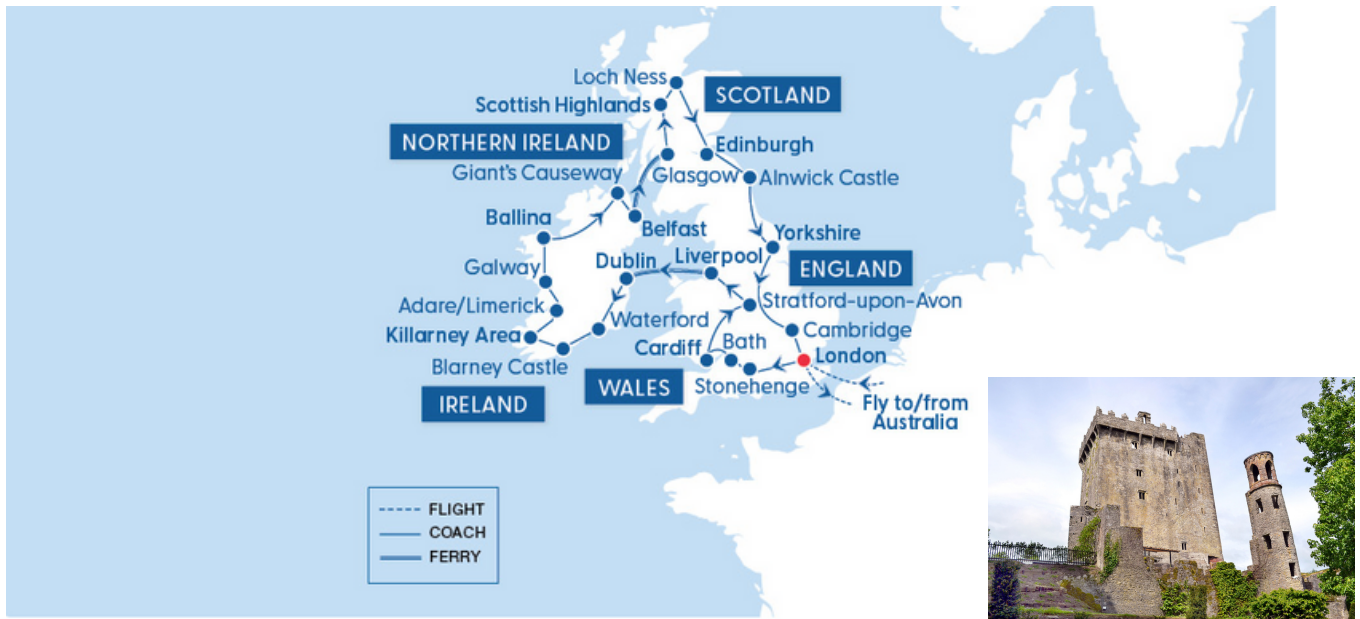 Loch Ness
SCOTLAND
Scottish Highlands
NORTHERN IRELAND
Edinburgh
Giant's Causeway
Glasgow
Alnwick Castle
Ballina
Belfast
Yorkshire
Dublin
Liverpool
ENGLAND
Galway
Adare/Limerick
Stratford-upon-Avon
Waterford
Cambridge
Killarney Area
Cardiff
Bath
London
Blarney Castle
WALES
Stonehenge
IRELAND
Fly to/from
Australia
FLIGHT
COACH
FERRY